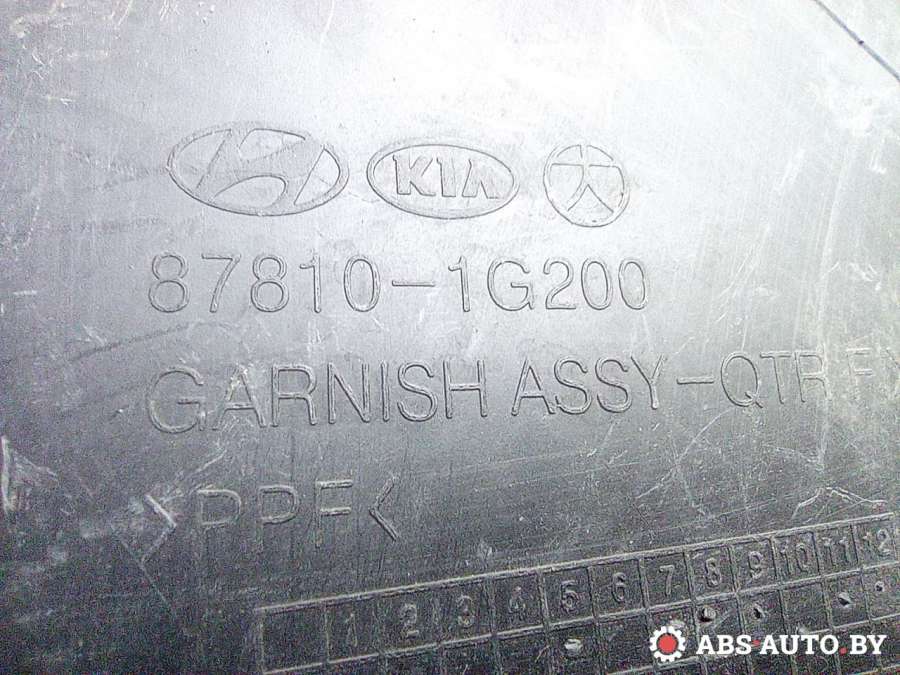 KIA 大
87810-1G200
GARNISH ASSY-QTR F
>PPF<
1 2 3 4 5 6 7 8 9 10 11 12
ABS-AUTO.BY